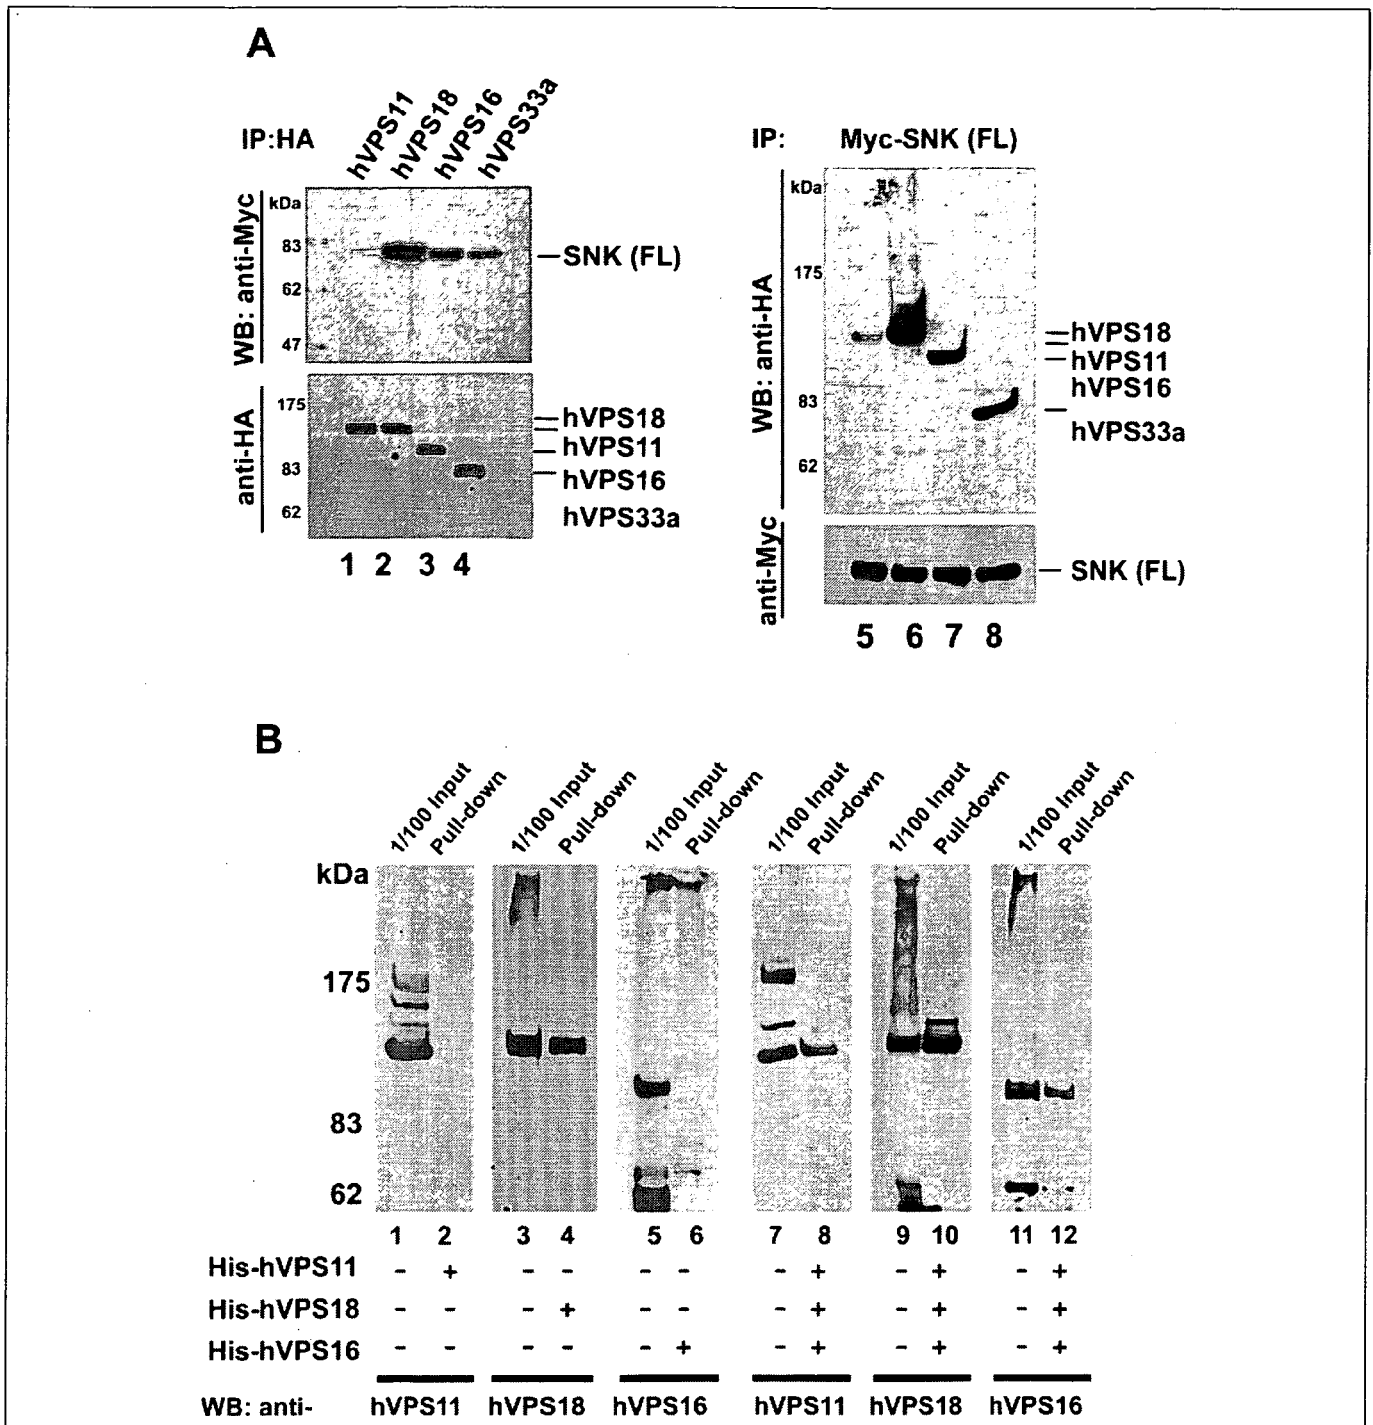 A
IP:HA
hVPS11 hVPS18 hVPS16 hVPS33a
WB: anti-Myc
kDa
83
62
47
SNK (FL)
anti-HA
175
83
62
hVPS18
hVPS11
hVPS16
hVPS33a
1 2 3 4
IP: Myc-SNK (FL)
WB: anti-HA
kDa
175
83
62
hVPS18
hVPS11
hVPS16
hVPS33a
anti-Myc
SNK (FL)
5 6 7 8
B
1/100 Input Pull-down 1/100 Input Pull-down 1/100 Input Pull-down 1/100 Input Pull-down 1/100 Input Pull-down 1/100 Input Pull-down
kDa
175
83
62
1 2 3 4 5 6 7 8 9 10 11 12
His-hVPS11 - + - - - - - + - + - +
His-hVPS18 - - - + - - - + - + - +
His-hVPS16 - - - - - + - + - + - +
WB: anti- hVPS11 hVPS18 hVPS16 hVPS11 hVPS18 hVPS16